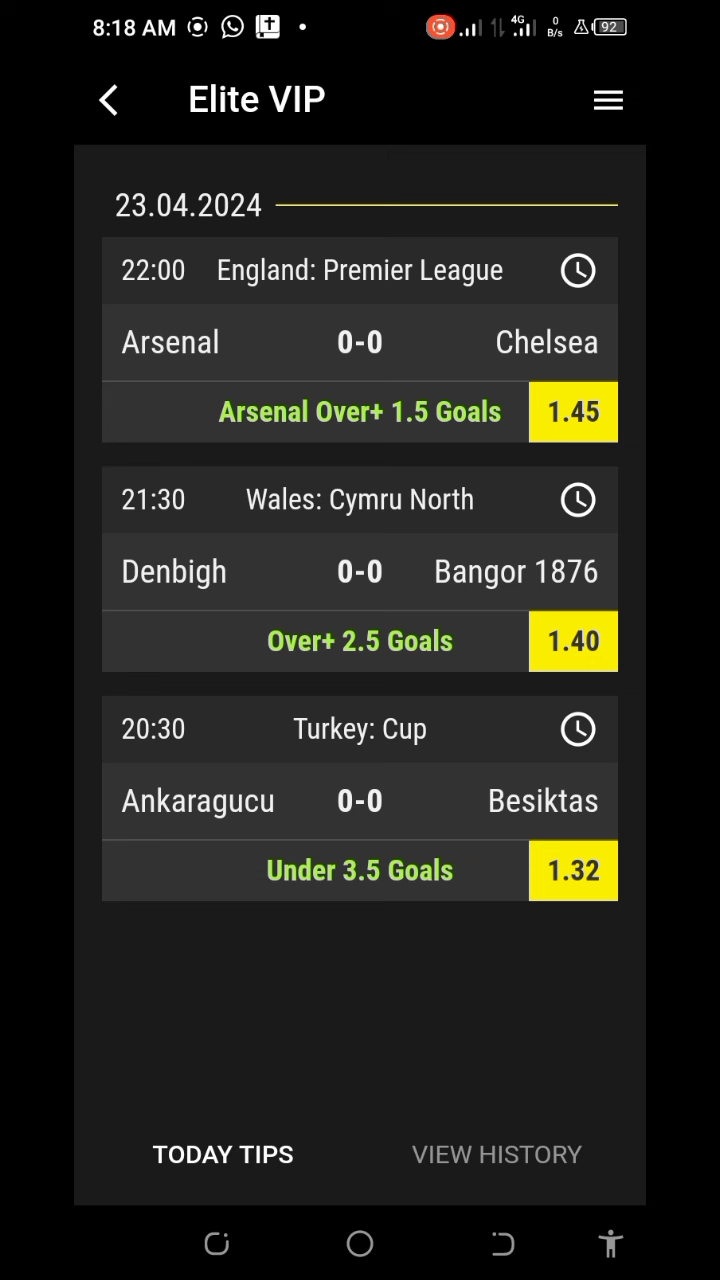 8:18 AM 4G 0 B/s 92
Elite VIP
23.04.2024
22:00 England: Premier League
Arsenal 0-0 Chelsea
Arsenal Over+ 1.5 Goals 1.45
21:30 Wales: Cymru North
Denbigh 0-0 Bangor 1876
Over+ 2.5 Goals 1.40
20:30 Turkey: Cup
Ankaragucu 0-0 Besiktas
Under 3.5 Goals 1.32
TODAY TIPS VIEW HISTORY